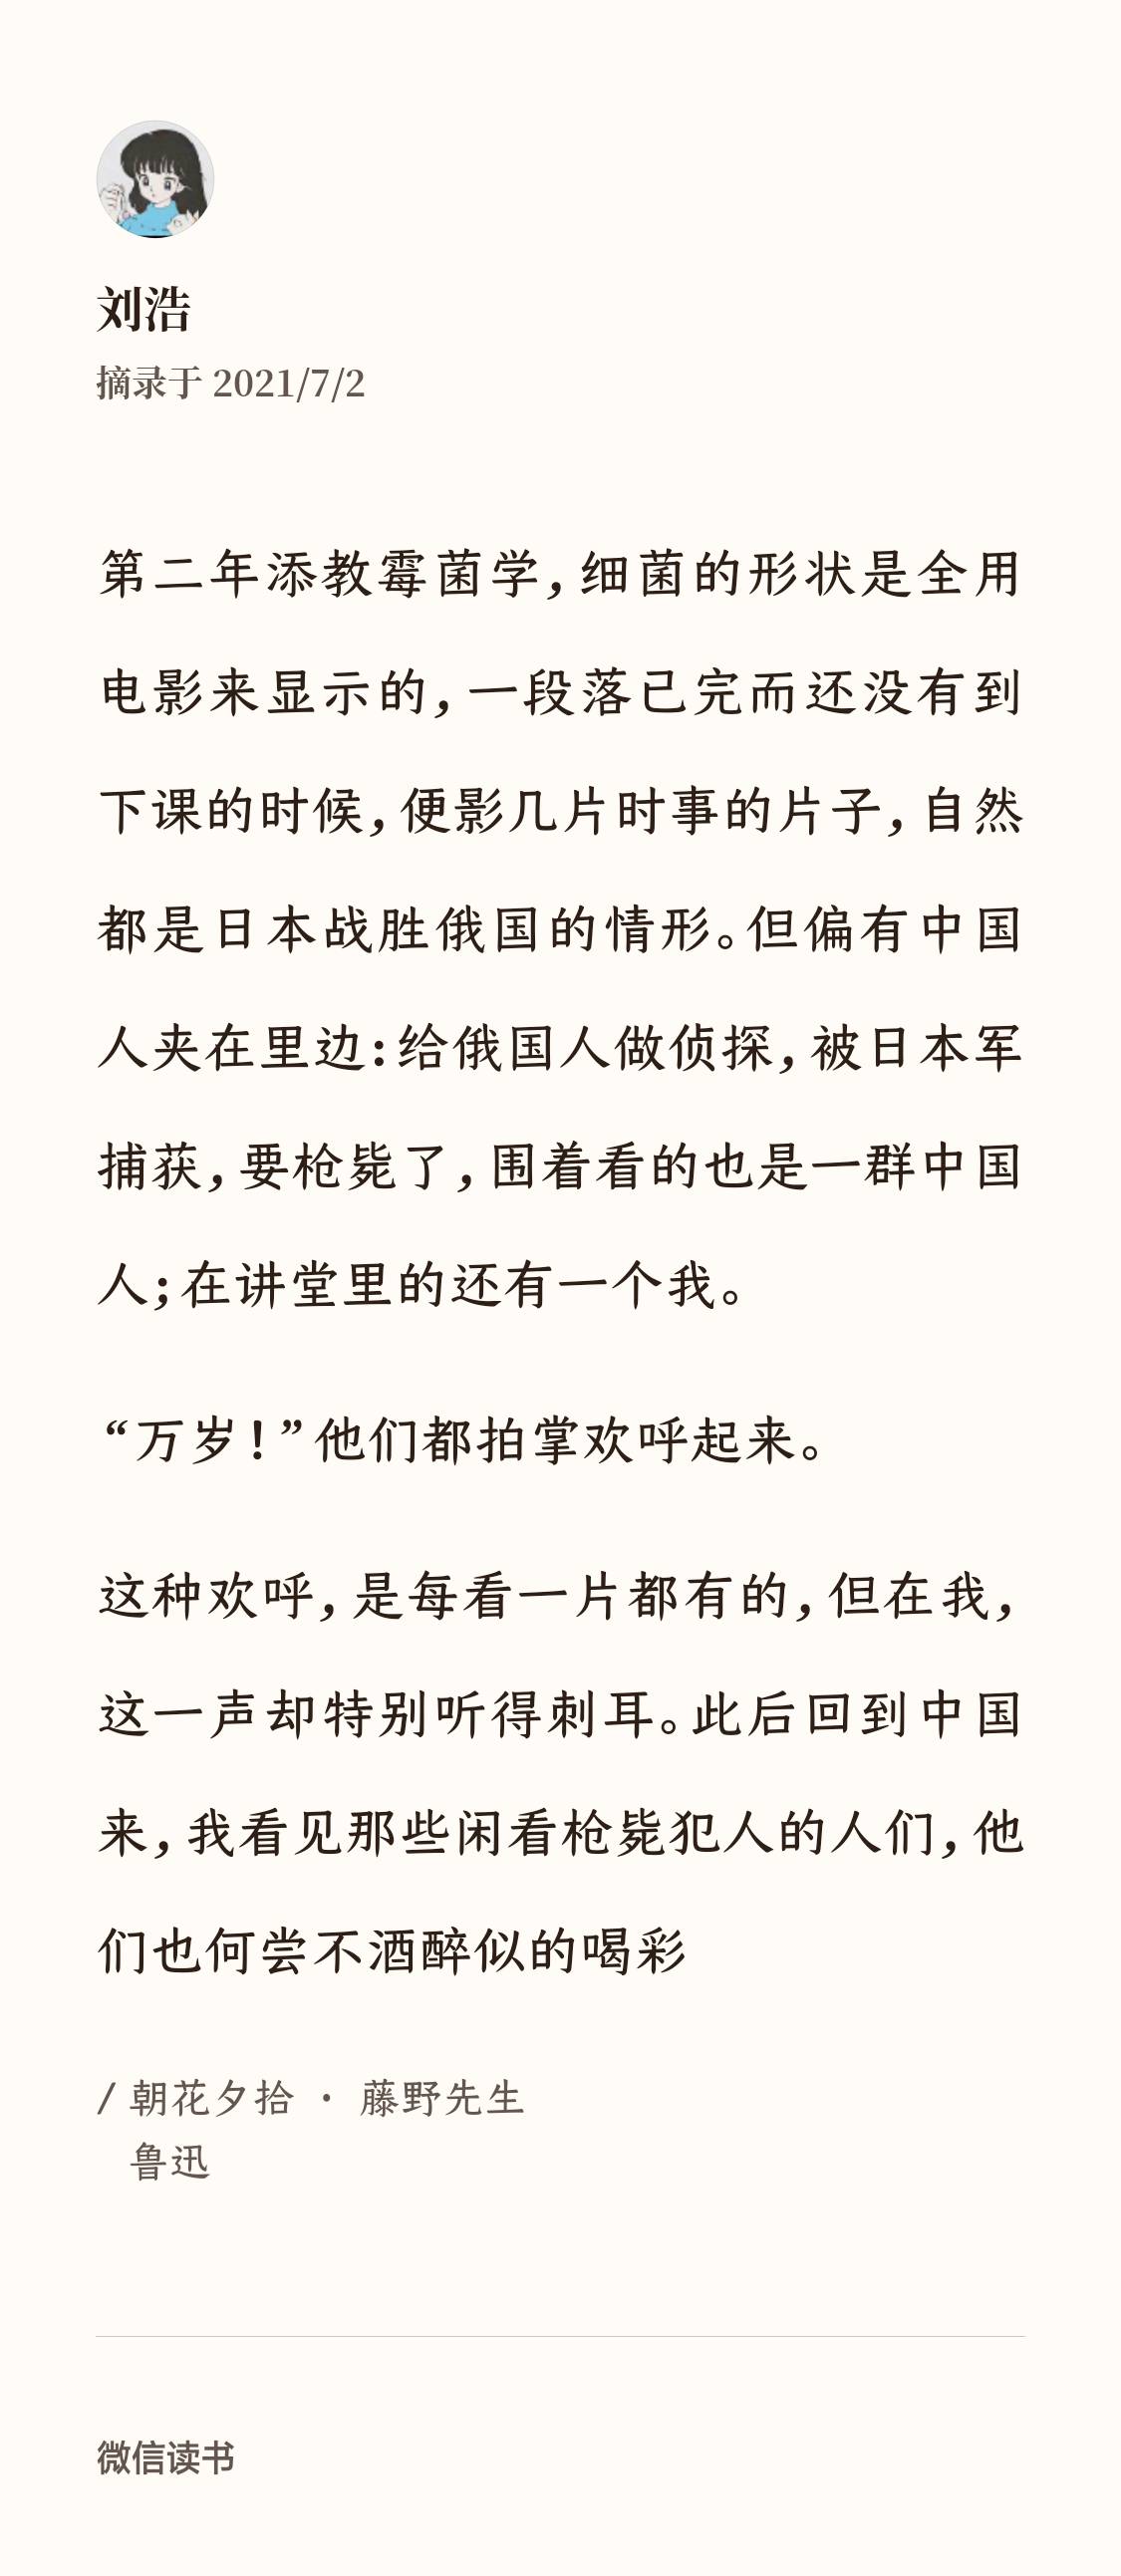 刘浩
摘录于 2021/7/2
第二年添教霉菌学，细菌的形状是全用
电影来显示的，一段落已完而还没有到
下课的时候，便影几片时事的片子，自然
都是日本战胜俄国的情形。但偏有中国
人夹在里边：给俄国人做侦探，被日本军
捕获，要枪毙了，围着看的也是一群中国
人；在讲堂里的还有一个我。
“万岁！”他们都拍掌欢呼起来。
这种欢呼，是每看一片都有的，但在我，
这一声却特别听得刺耳。此后回到中国
来，我看见那些闲看枪毙犯人的人们，他
们也何尝不酒醉似的喝彩
/ 朝花夕拾 · 藤野先生
鲁迅
微信读书